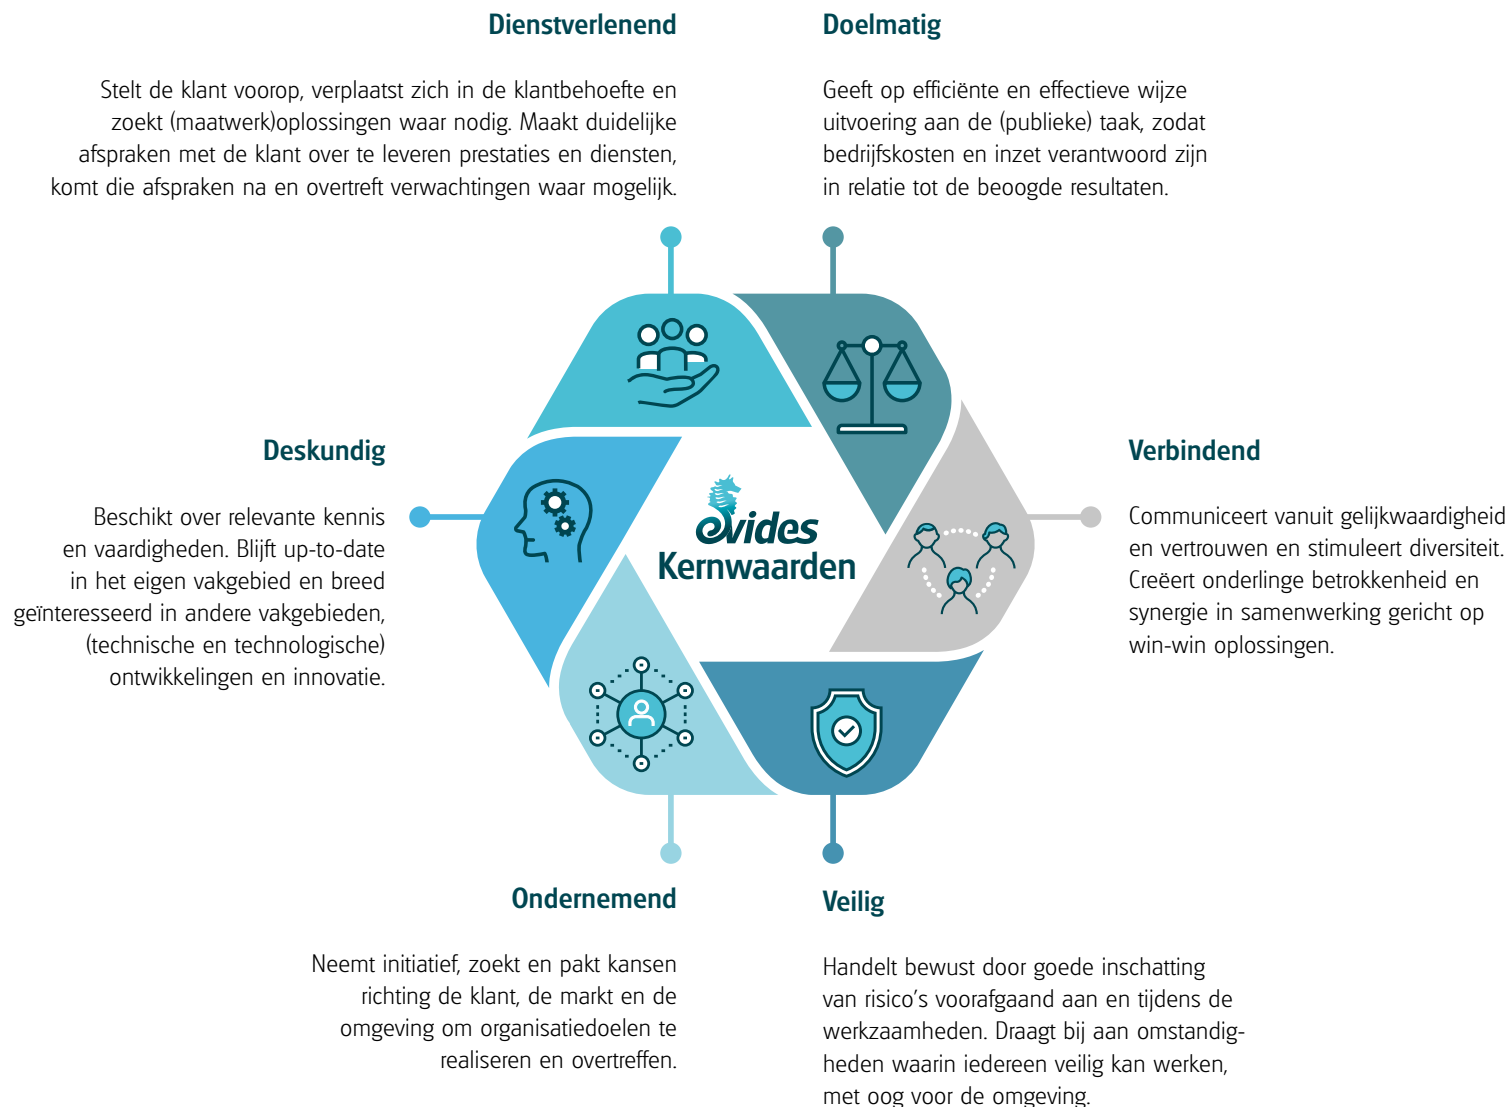 Dienstverlenend
Stelt de klant voorop, verplaatst zich in de klantbehoefte en
zoekt (maatwerk)oplossingen waar nodig. Maakt duidelijke
afspraken met de klant over te leveren prestaties en diensten,
komt die afspraken na en overtreft verwachtingen waar mogelijk.
Doelmatig
Geeft op efficiënte en effectieve wijze
uitvoering aan de (publieke) taak, zodat
bedrijfskosten en inzet verantwoord zijn
in relatie tot de beoogde resultaten.
Deskundig
Beschikt over relevante kennis
en vaardigheden. Blijft up-to-date
in het eigen vakgebied en breed
geïnteresseerd in andere vakgebieden,
(technische en technologische)
ontwikkelingen en innovatie.
evides
Kernwaarden
Verbindend
Communiceert vanuit gelijkwaardigheid
en vertrouwen en stimuleert diversiteit.
Creëert onderlinge betrokkenheid en
synergie in samenwerking gericht op
win-win oplossingen.
Ondernemend
Neemt initiatief, zoekt en pakt kansen
richting de klant, de markt en de
omgeving om organisatiedoelen te
realiseren en overtreffen.
Veilig
Handelt bewust door goede inschatting
van risico's voorafgaand aan en tijdens de
werkzaamheden. Draagt bij aan omstandig-
heden waarin iedereen veilig kan werken,
met oog voor de omgeving.